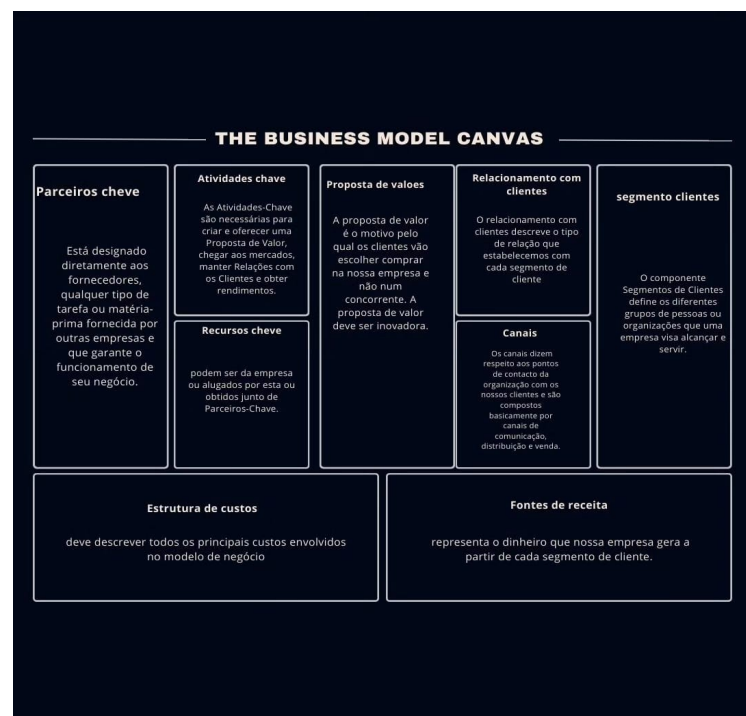 THE BUSINESS MODEL CANVAS
Parceiros cheve
Está designado
diretamente aos
fornecedores,
qualquer tipo de
tarefa ou matéria-
prima fornecida por
outras empresas e
que garante o
funcionamento de
seu negócio.
Atividades chave
As Atividades-Chave
são necessárias para
criar e oferecer uma
Proposta de Valor,
chegar aos mercados,
manter Relações com
os Clientes e obter
rendimentos.
Recursos cheve
podem ser da empresa
ou alugados por esta ou
obtidos junto de
Parceiros-Chave.
Proposta de valoes
A proposta de valor
é o motivo pelo
qual os clientes vão
escolher comprar
na nossa empresa e
não num
concorrente. A
proposta de valor
deve ser inovadora.
Relacionamento com
clientes
O relacionamento com
clientes descreve o tipo
de relação que
estabelecemos com
cada segmento de
cliente
Canais
Os canais dizem
respeito aos pontos
de contacto da
organização com os
nossos clientes e são
compostos
basicamente por
canais de
comunicação,
distribuição e venda.
segmento clientes
O componente
Segmentos de Clientes
define os diferentes
grupos de pessoas ou
organizações que uma
empresa visa alcançar e
servir.
Estrutura de custos
deve descrever todos os principais custos envolvidos
no modelo de negócio
Fontes de receita
representa o dinheiro que nossa empresa gera a
partir de cada segmento de cliente.